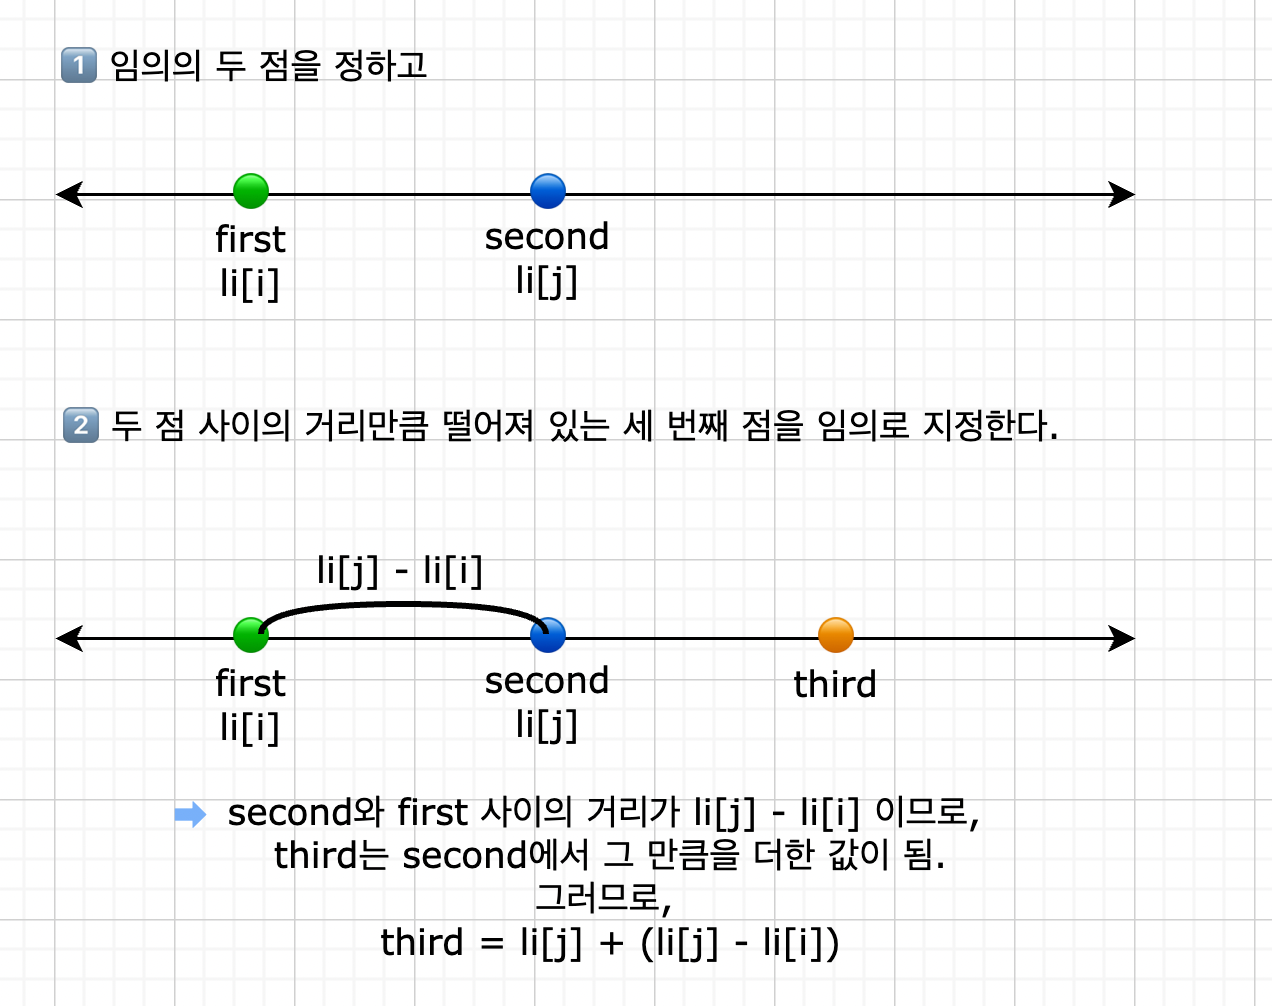 1 임의의 두 점을 정하고
first second
li[i] li[j]
2 두 점 사이의 거리만큼 떨어져 있는 세 번째 점을 임의로 지정한다.
li[j] - li[i]
first second third
li[i] li[j]
second와 first 사이의 거리가 li[j] - li[i] 이므로,
third는 second에서 그 만큼을 더한 값이 됨.
그러므로,
third = li[j] + (li[j] - li[i])